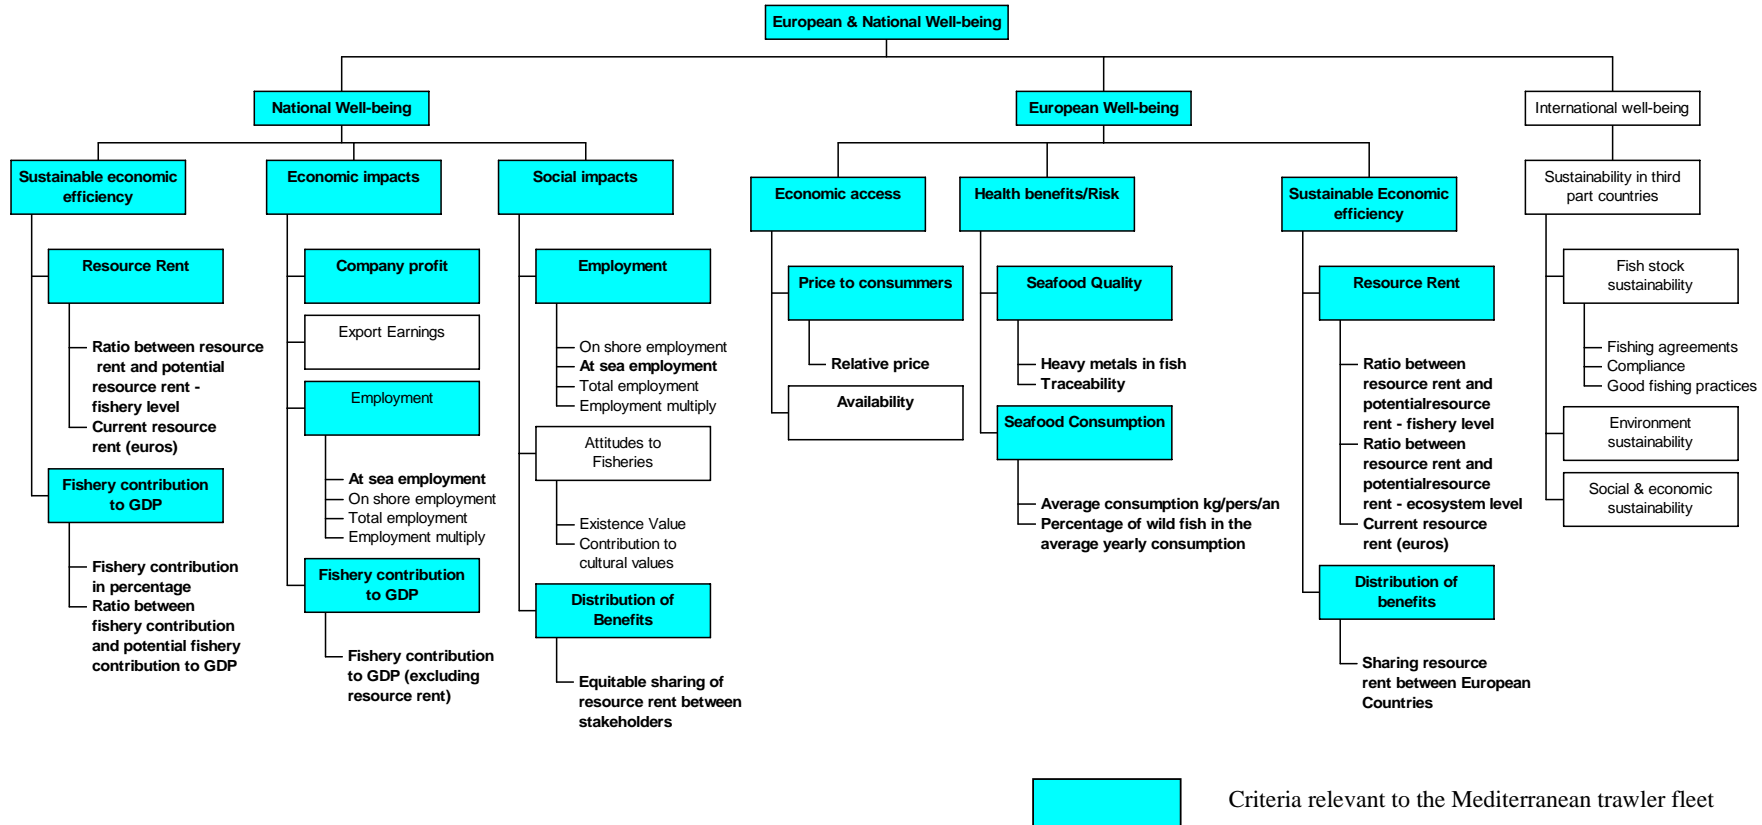 European & National Well-being
National Well-being
European Well-being
International well-being
Sustainable economic
efficiency
Economic impacts
Social impacts
Economic access
Health benefits/Risk
Sustainable Economic
efficiency
Sustainability in third
part countries
Resource Rent
Ratio between resource
rent and potential
resource rent -
fishery level
Current resource
rent (euros)
Fishery contribution
to GDP
Fishery contribution
in percentage
Ratio between
fishery contribution
and potential fishery
contribution to GDP
Company profit
Export Earnings
Employment
At sea employment
On shore employment
Total employment
Employment multiply
Fishery contribution
to GDP
Fishery contribution
to GDP (excluding
resource rent)
Employment
On shore employment
At sea employment
Total employment
Employment multiply
Attitudes to
Fisheries
Existence Value
Contribution to
cultural values
Distribution of
Benefits
Equitable sharing of
resource rent between
stakeholders
Price to consummers
Relative price
Availability
Seafood Quality
Heavy metals in fish
Traceability
Seafood Consumption
Average consumption kg/pers/an
Percentage of wild fish in the
average yearly consumption
Resource Rent
Ratio between
resource rent and
potentialresource
rent - fishery level
Ratio between
resource rent and
potentialresource
rent - ecosystem level
Current resource
rent (euros)
Distribution of
benefits
Sharing resource
rent between European
Countries
Fish stock
sustainability
Fishing agreements
Compliance
Good fishing practices
Environment
sustainability
Social & economic
sustainability
Criteria relevant to the Mediterranean trawler fleet